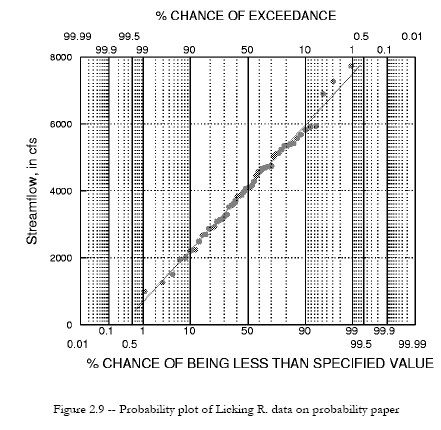 % CHANCE OF EXCEEDANCE
99.99 99.5 0.5 0.01
99.9 99 90 50 10 1 0.1
8000
6000
Streamflow, in cfs
4000
2000
0
0.1 1 10 50 90 99 99.9
0.01 0.5 99.5 99.99
% CHANCE OF BEING LESS THAN SPECIFIED VALUE
Figure 2.9 -- Probability plot of Licking R. data on probability paper